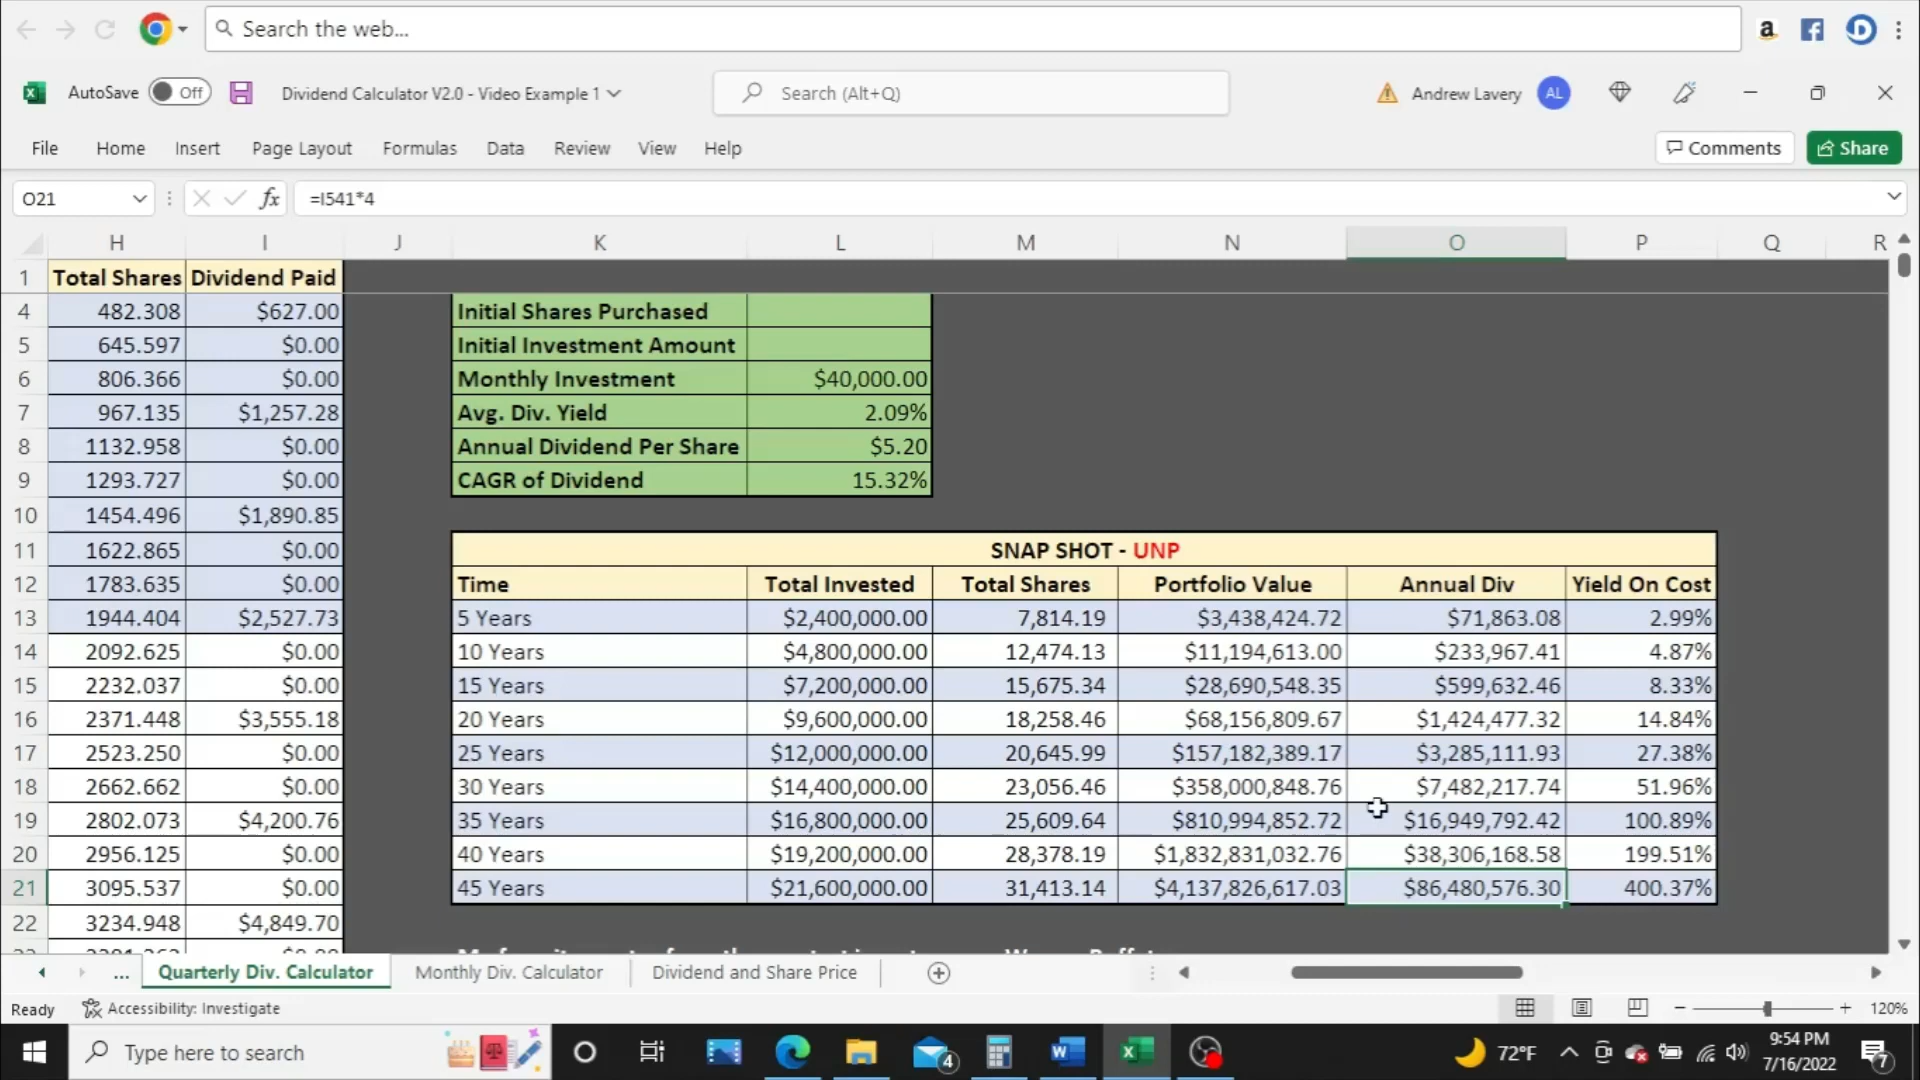 Search the web...
AutoSave Off Dividend Calculator V2.0 - Video Example 1 Search (Alt+Q) Andrew Lavery AL
File Home Insert Page Layout Formulas Data Review View Help Comments Share
O21 fx =I541*4
H I J K L M N O P Q R
1 Total Shares Dividend Paid
4 482.308 $627.00 Initial Shares Purchased
5 645.597 $0.00 Initial Investment Amount
6 806.366 $0.00 Monthly Investment $40,000.00
7 967.135 $1,257.28 Avg. Div. Yield 2.09%
8 1132.958 $0.00 Annual Dividend Per Share $5.20
9 1293.727 $0.00 CAGR of Dividend 15.32%
10 1454.496 $1,890.85
11 1622.865 $0.00 SNAP SHOT - UNP
12 1783.635 $0.00 Time Total Invested Total Shares Portfolio Value Annual Div Yield On Cost
13 1944.404 $2,527.73 5 Years $2,400,000.00 7,814.19 $3,438,424.72 $71,863.08 2.99%
14 2092.625 $0.00 10 Years $4,800,000.00 12,474.13 $11,194,613.00 $233,967.41 4.87%
15 2232.037 $0.00 15 Years $7,200,000.00 15,675.34 $28,690,548.35 $599,632.46 8.33%
16 2371.448 $3,555.18 20 Years $9,600,000.00 18,258.46 $68,156,809.67 $1,424,477.32 14.84%
17 2523.250 $0.00 25 Years $12,000,000.00 20,645.99 $157,182,389.17 $3,285,111.93 27.38%
18 2662.662 $0.00 30 Years $14,400,000.00 23,056.46 $358,000,848.76 $7,482,217.74 51.96%
19 2802.073 $4,200.76 35 Years $16,800,000.00 25,609.64 $810,994,852.72 $16,949,792.42 100.89%
20 2956.125 $0.00 40 Years $19,200,000.00 28,378.19 $1,832,831,032.76 $38,306,168.58 199.51%
21 3095.537 $0.00 45 Years $21,600,000.00 31,413.14 $4,137,826,617.03 $86,480,576.30 400.37%
22 3234.948 $4,849.70
... Quarterly Div. Calculator Monthly Div. Calculator Dividend and Share Price
Ready Accessibility: Investigate 120%
Type here to search 4 72°F 9:54 PM
7/16/2022 7